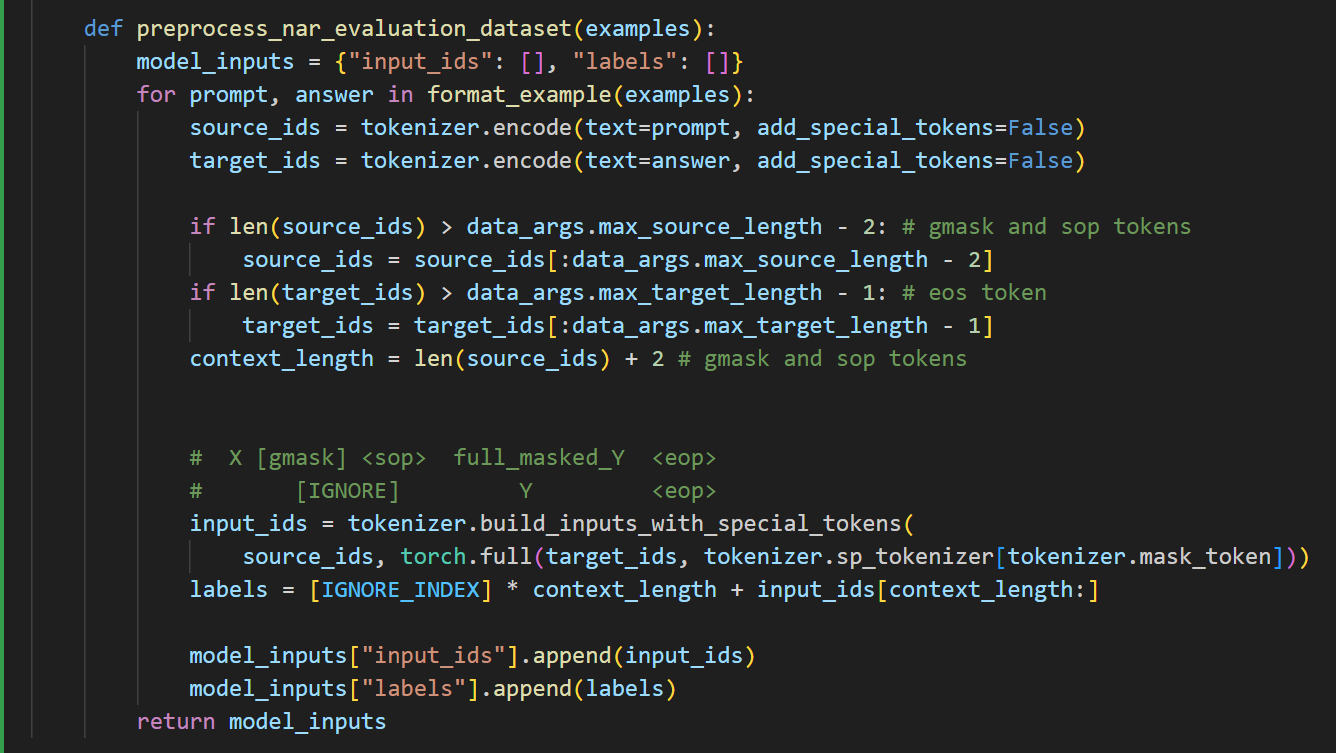 def preprocess_nar_evaluation_dataset(examples):
    model_inputs = {"input_ids": [], "labels": []}
    for prompt, answer in format_example(examples):
        source_ids = tokenizer.encode(text=prompt, add_special_tokens=False)
        target_ids = tokenizer.encode(text=answer, add_special_tokens=False)

        if len(source_ids) > data_args.max_source_length - 2: # gmask and sop tokens
            source_ids = source_ids[:data_args.max_source_length - 2]
        if len(target_ids) > data_args.max_target_length - 1: # eos token
            target_ids = target_ids[:data_args.max_target_length - 1]
        context_length = len(source_ids) + 2 # gmask and sop tokens


        #  X [gmask] <sop>  full_masked_Y  <eop>
        #       [IGNORE]         Y         <eop>
        input_ids = tokenizer.build_inputs_with_special_tokens(
            source_ids, torch.full(target_ids, tokenizer.sp_tokenizer[tokenizer.mask_token]))
        labels = [IGNORE_INDEX] * context_length + input_ids[context_length:]

        model_inputs["input_ids"].append(input_ids)
        model_inputs["labels"].append(labels)
    return model_inputs